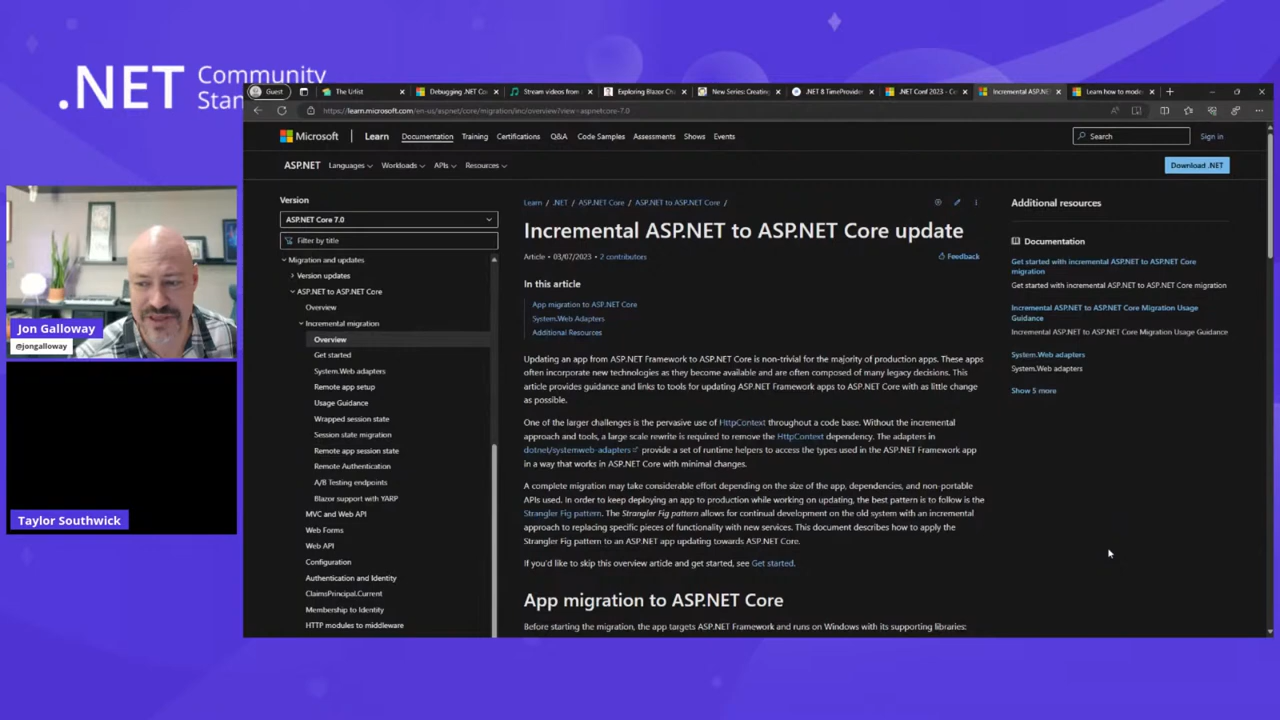 .NET Community
Stan
Guest
The Urlist
Debugging .NET Co
Stream videos from
Exploring Blazor Ch
New Series: Creating
.NET 8 TimeProvide
.NET Conf 2023 - Ce
Incremental ASP.NE
Learn how to mode
https://learn.microsoft.com/en-us/aspnet/core/migration/inc/overview?view=aspnetcore-7.0
Microsoft
Learn
Documentation
Training
Certifications
Q&A
Code Samples
Assessments
Shows
Events
Search
Sign in
ASP.NET
Languages
Workloads
APIs
Resources
Download .NET
Version
ASP.NET Core 7.0
Filter by title
Migration and updates
Version updates
ASP.NET to ASP.NET Core
Overview
Incremental migration
Overview
Get started
System.Web adapters
Remote app setup
Usage Guidance
Wrapped session state
Session state migration
Remote app session state
Remote Authentication
A/B Testing endpoints
Blazor support with YARP
MVC and Web API
Web Forms
Web API
Configuration
Authentication and Identity
ClaimsPrincipal.Current
Membership to Identity
HTTP modules to middleware
Learn / .NET / ASP.NET Core / ASP.NET to ASP.NET Core /
Incremental ASP.NET to ASP.NET Core update
Article • 03/07/2023 • 2 contributors
Feedback
In this article
App migration to ASP.NET Core
System.Web Adapters
Additional Resources
Updating an app from ASP.NET Framework to ASP.NET Core is non-trivial for the majority of production apps. These apps
often incorporate new technologies as they become available and are often composed of many legacy decisions. This
article provides guidance and links to tools for updating ASP.NET Framework apps to ASP.NET Core with as little change
as possible.
One of the larger challenges is the pervasive use of HttpContext throughout a code base. Without the incremental
approach and tools, a large scale rewrite is required to remove the HttpContext dependency. The adapters in
dotnet/systemweb-adapters provide a set of runtime helpers to access the types used in the ASP.NET Framework app
in a way that works in ASP.NET Core with minimal changes.
A complete migration may take considerable effort depending on the size of the app, dependencies, and non-portable
APIs used. In order to keep deploying an app to production while working on updating, the best pattern is to follow is the
Strangler Fig pattern. The Strangler Fig pattern allows for continual development on the old system with an incremental
approach to replacing specific pieces of functionality with new services. This document describes how to apply the
Strangler Fig pattern to an ASP.NET app updating towards ASP.NET Core.
If you'd like to skip this overview article and get started, see Get started.
App migration to ASP.NET Core
Before starting the migration, the app targets ASP.NET Framework and runs on Windows with its supporting libraries:
Additional resources
Documentation
Get started with incremental ASP.NET to ASP.NET Core
migration
Get started with incremental ASP.NET to ASP.NET Core migration
Incremental ASP.NET to ASP.NET Core Migration Usage
Guidance
Incremental ASP.NET to ASP.NET Core Migration Usage Guidance
System.Web adapters
System.Web adapters
Show 5 more
Jon Galloway
@jongalloway
Taylor Southwick